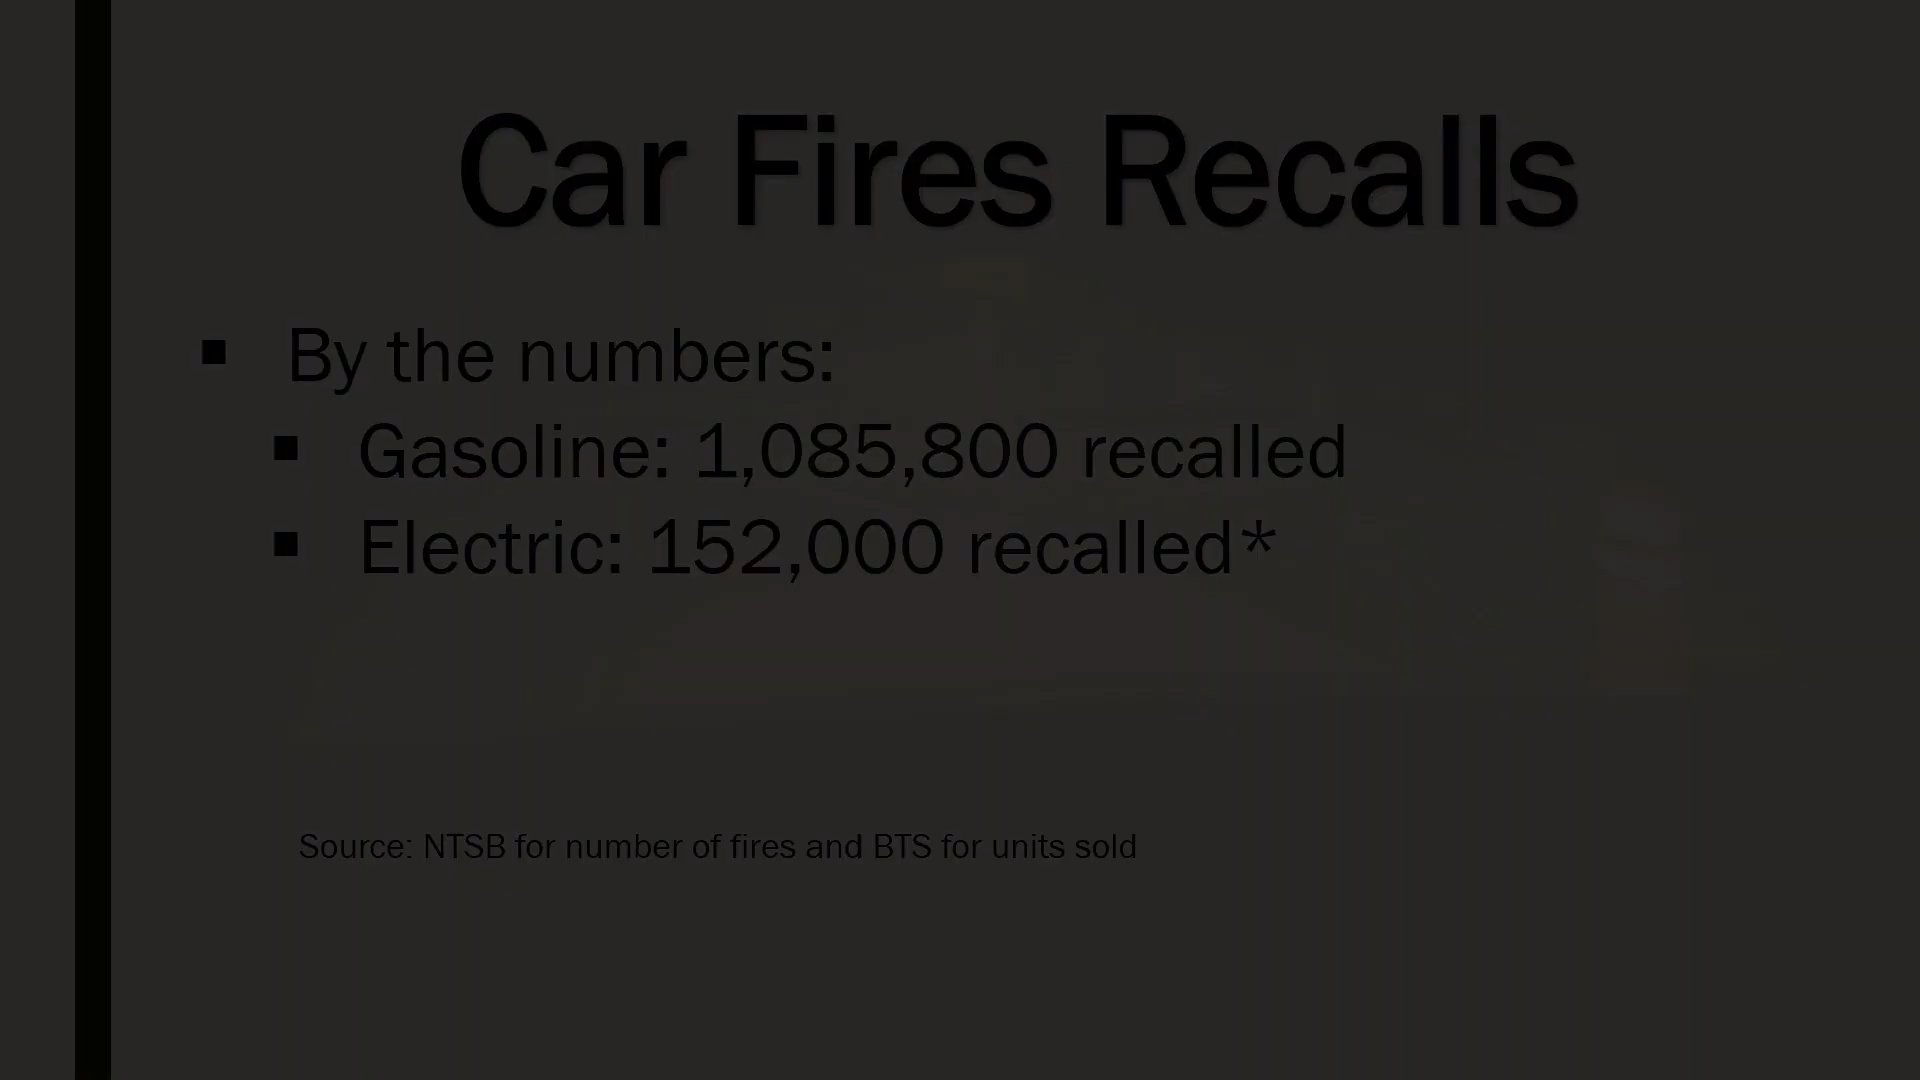 Car Fires Recalls
By the numbers:
Gasoline: 1,085,800 recalled
Electric: 152,000 recalled*
Source: NTSB for number of fires and BTS for units sold